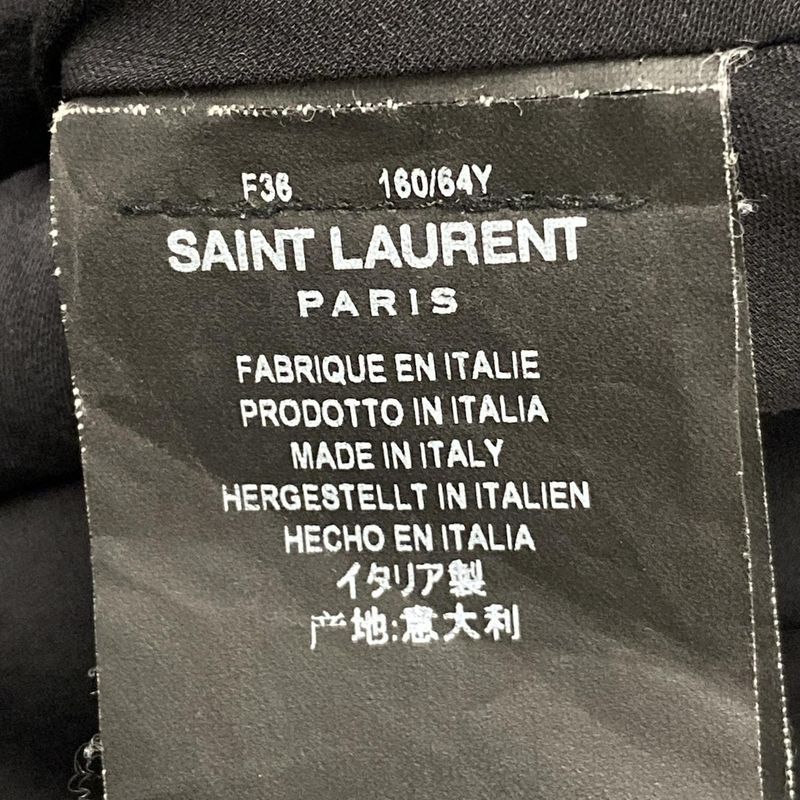 F36 160/64Y
SAINT LAURENT
PARIS
FABRIQUE EN ITALIE
PRODOTTO IN ITALIA
MADE IN ITALY
HERGESTELLT IN ITALIEN
HECHO EN ITALIA
イタリア製
产地:意大利